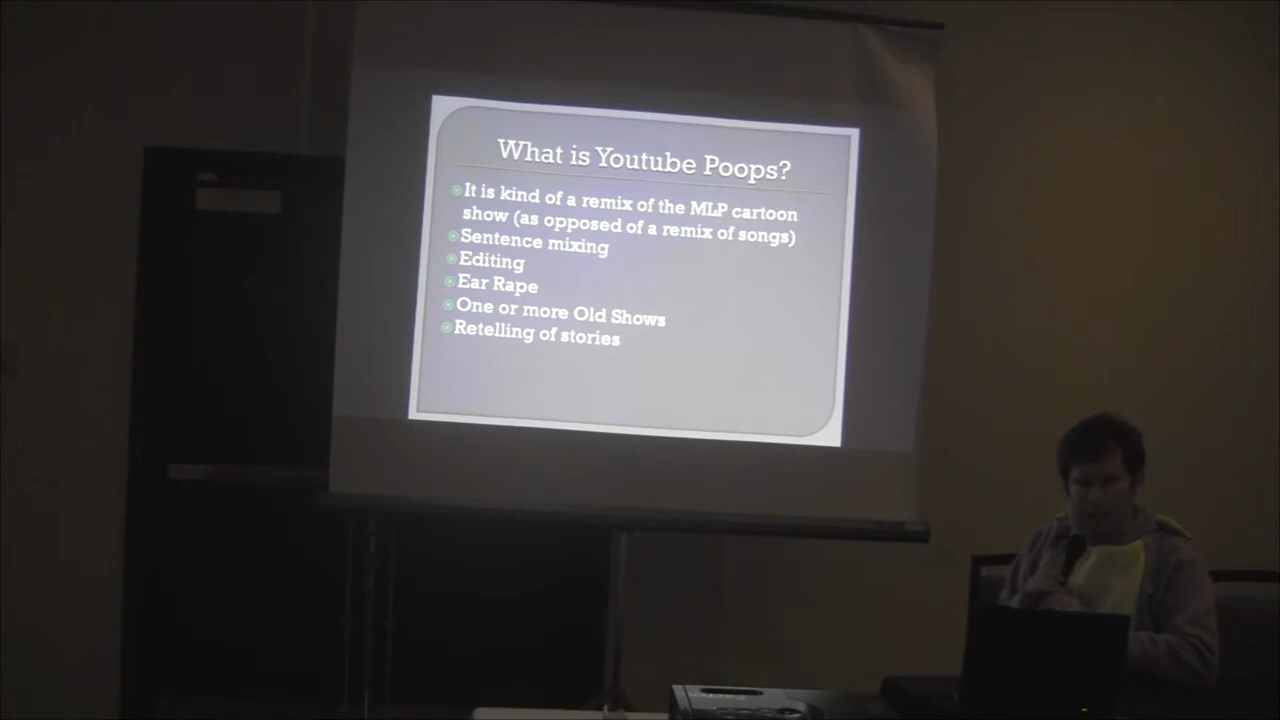 What is Youtube Poops?
It is kind of a remix of the MLP cartoon
show (as opposed of a remix of songs)
Sentence mixing
Editing
Ear Rape
One or more Old Shows
Retelling of stories